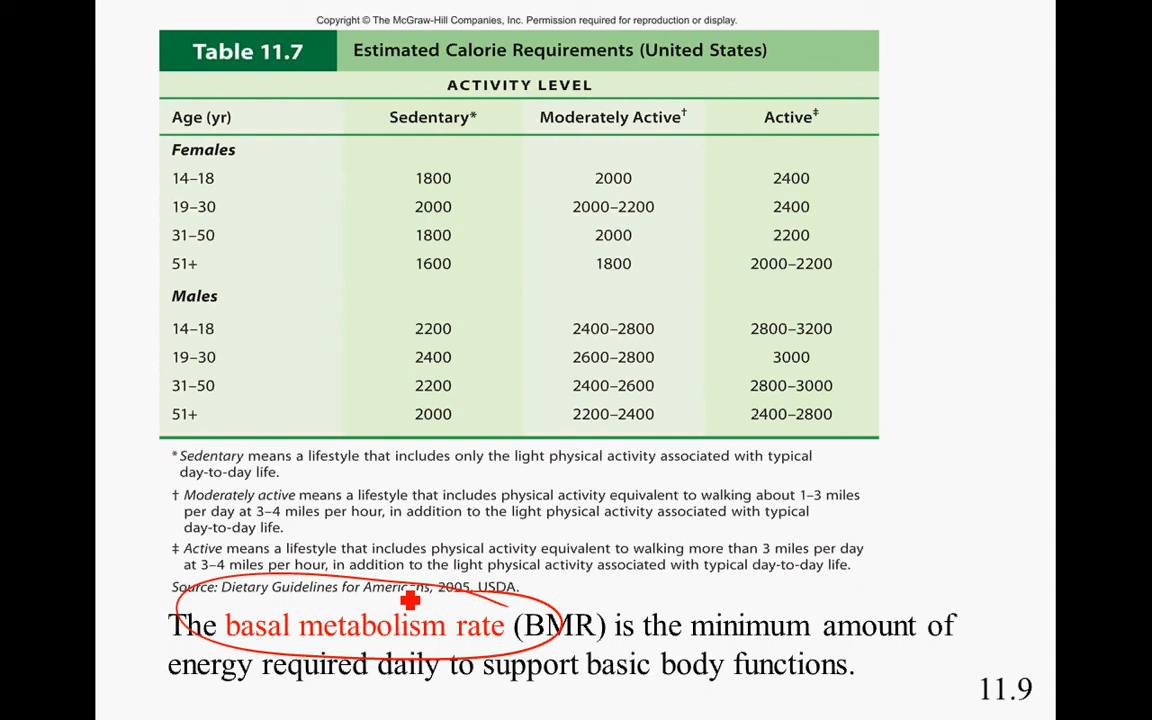 Copyright © The McGraw-Hill Companies, Inc. Permission required for reproduction or display.
Table 11.7 Estimated Calorie Requirements (United States)
ACTIVITY LEVEL
Age (yr) Sedentary* Moderately Active† Active‡
Females
14–18 1800 2000 2400
19–30 2000 2000–2200 2400
31–50 1800 2000 2200
51+ 1600 1800 2000–2200
Males
14–18 2200 2400–2800 2800–3200
19–30 2400 2600–2800 3000
31–50 2200 2400–2600 2800–3000
51+ 2000 2200–2400 2400–2800
* Sedentary means a lifestyle that includes only the light physical activity associated with typical
day-to-day life.
† Moderately active means a lifestyle that includes physical activity equivalent to walking about 1–3 miles
per day at 3–4 miles per hour, in addition to the light physical activity associated with typical
day-to-day life.
‡ Active means a lifestyle that includes physical activity equivalent to walking more than 3 miles per day
at 3–4 miles per hour, in addition to the light physical activity associated with typical day-to-day life.
Source: Dietary Guidelines for Americans, 2005, USDA.
The basal metabolism rate (BMR) is the minimum amount of
energy required daily to support basic body functions.
11.9